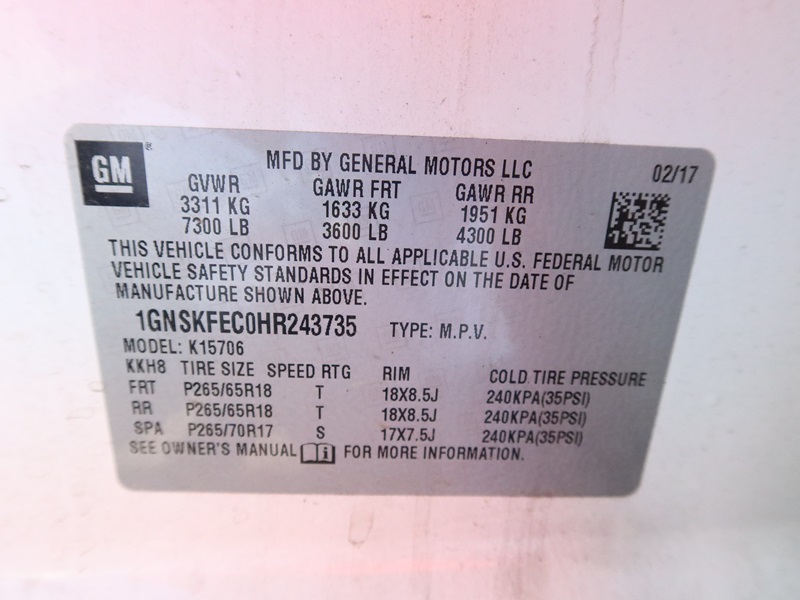 GM ®
MFD BY GENERAL MOTORS LLC 02/17
GVWR GAWR FRT GAWR RR
3311 KG 1633 KG 1951 KG
7300 LB 3600 LB 4300 LB
THIS VEHICLE CONFORMS TO ALL APPLICABLE U.S. FEDERAL MOTOR
VEHICLE SAFETY STANDARDS IN EFFECT ON THE DATE OF
MANUFACTURE SHOWN ABOVE.
1GNSKFEC0HR243735 TYPE: M.P.V.
MODEL: K15706
KKH8 TIRE SIZE SPEED RTG RIM COLD TIRE PRESSURE
FRT P265/65R18 T 18X8.5J 240KPA(35PSI)
RR P265/65R18 T 18X8.5J 240KPA(35PSI)
SPA P265/70R17 S 17X7.5J 240KPA(35PSI)
SEE OWNER'S MANUAL i FOR MORE INFORMATION.